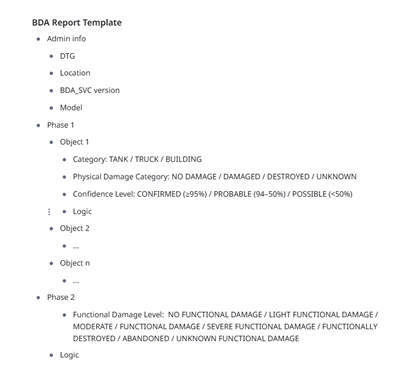 BDA Report Template
Admin info
DTG
Location
BDA_SVC version
Model
Phase 1
Object 1
Category: TANK / TRUCK / BUILDING
Physical Damage Category: NO DAMAGE / DAMAGED / DESTROYED / UNKNOWN
Confidence Level: CONFIRMED (≥95%) / PROBABLE (94–50%) / POSSIBLE (<50%)
Logic
Object 2
...
Object n
...
Phase 2
Functional Damage Level: NO FUNCTIONAL DAMAGE / LIGHT FUNCTIONAL DAMAGE /
MODERATE / FUNCTIONAL DAMAGE / SEVERE FUNCTIONAL DAMAGE / FUNCTIONALLY
DESTROYED / ABANDONED / UNKNOWN FUNCTIONAL DAMAGE
Logic